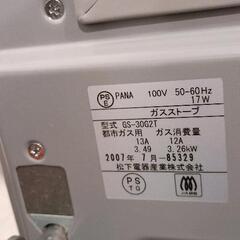 PS E PANA 100V 50-60Hz
17W
ガスストーブ
型式 GS-30G2T
都市ガス用 ガス消費量
13A 12A
3.49 3.26kW
2007年 7月-85329
松下電器産業株式会社
PS
TG